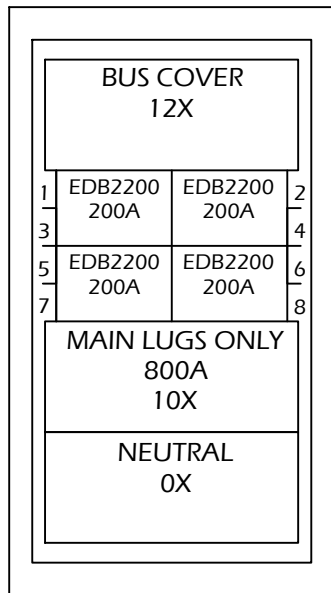 BUS COVER
12X
1 EDB2200 EDB2200 2
200A 200A
3 4
5 EDB2200 EDB2200 6
200A 200A
7 8
MAIN LUGS ONLY
800A
10X
NEUTRAL
0X